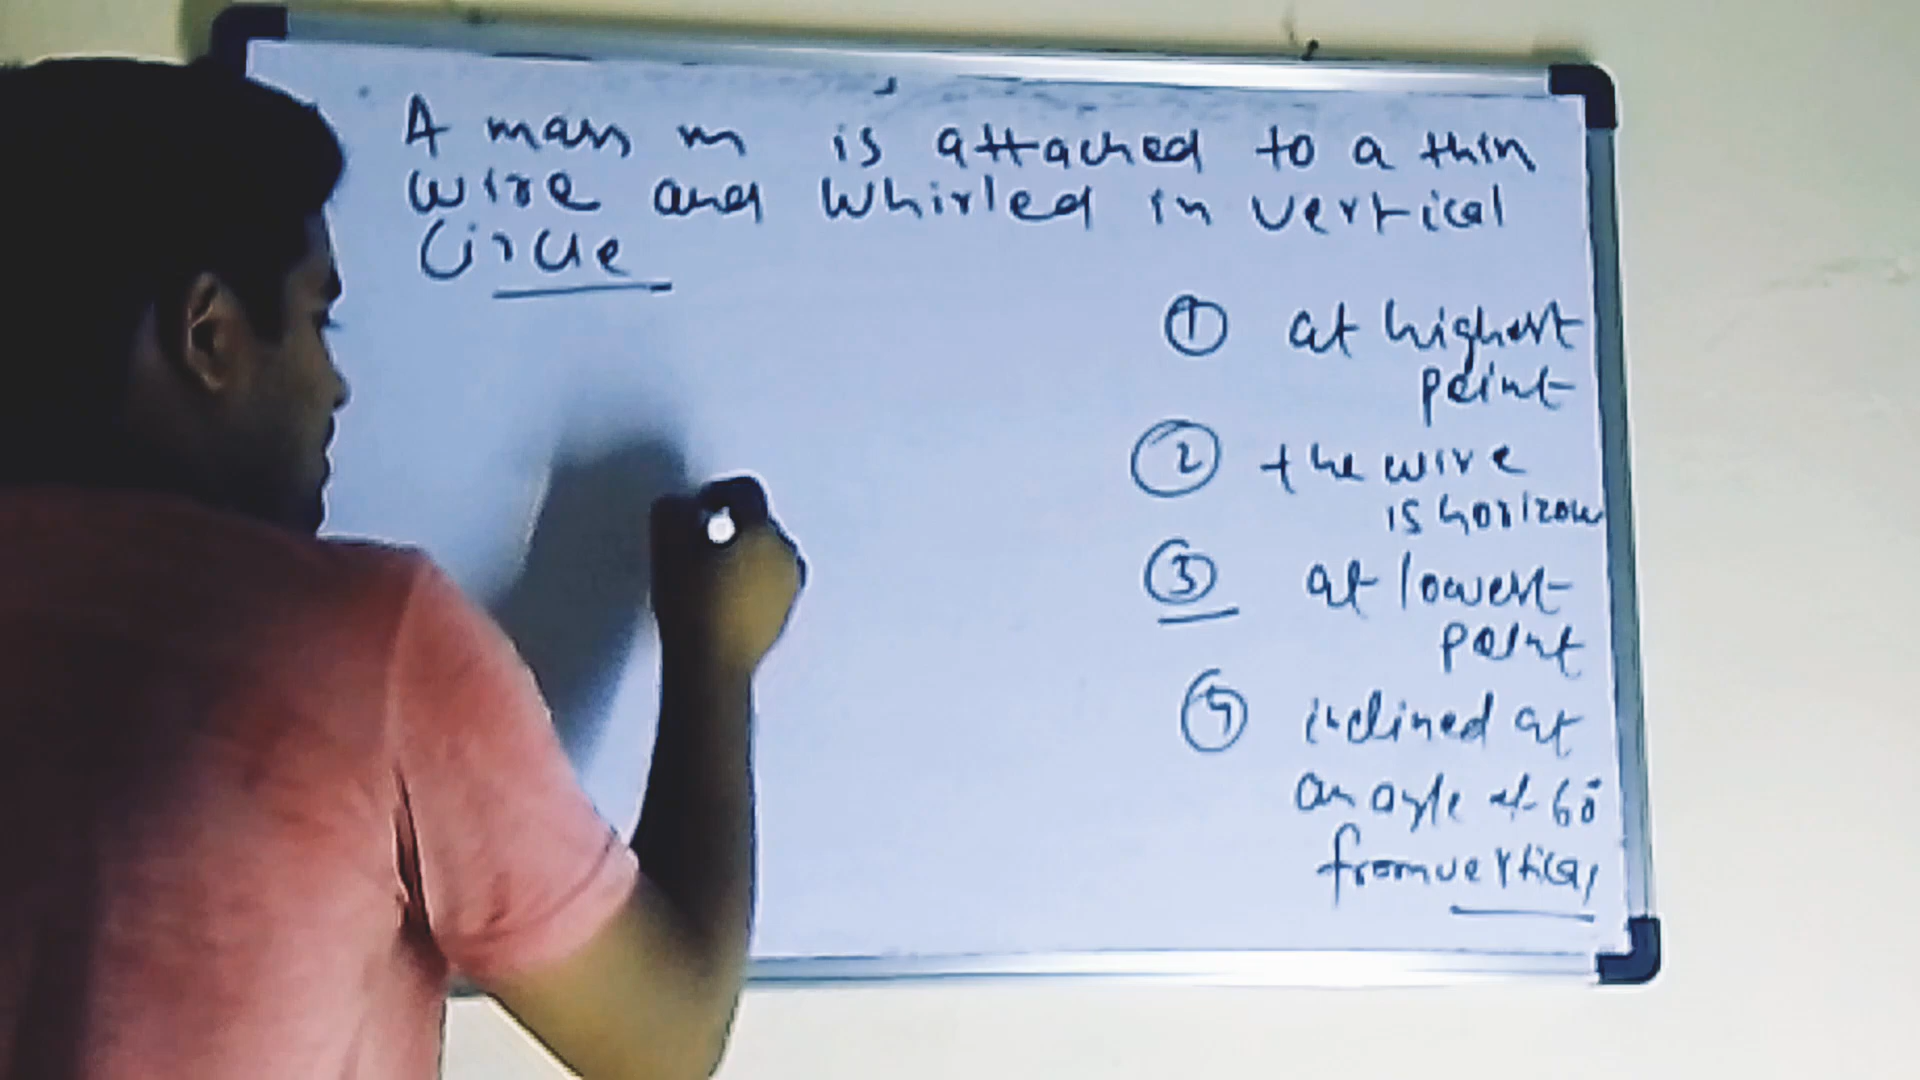 A mass m is attached to a thin
wire and whirled in vertical
Circle
① at highest
point
② the wire
is horizon
③ at lowest
point
④ inclined at
an angle of 60°
from vertical